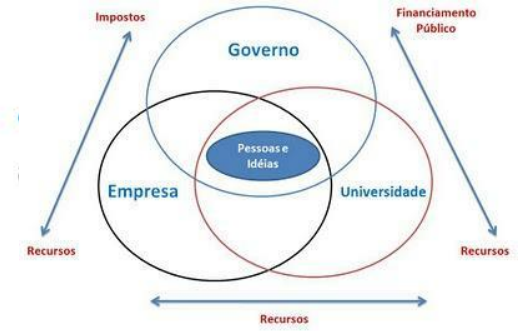 Impostos
Financiamento
Público
Governo
Pessoas e
Idéias
Empresa
Universidade
Recursos
Recursos
Recursos